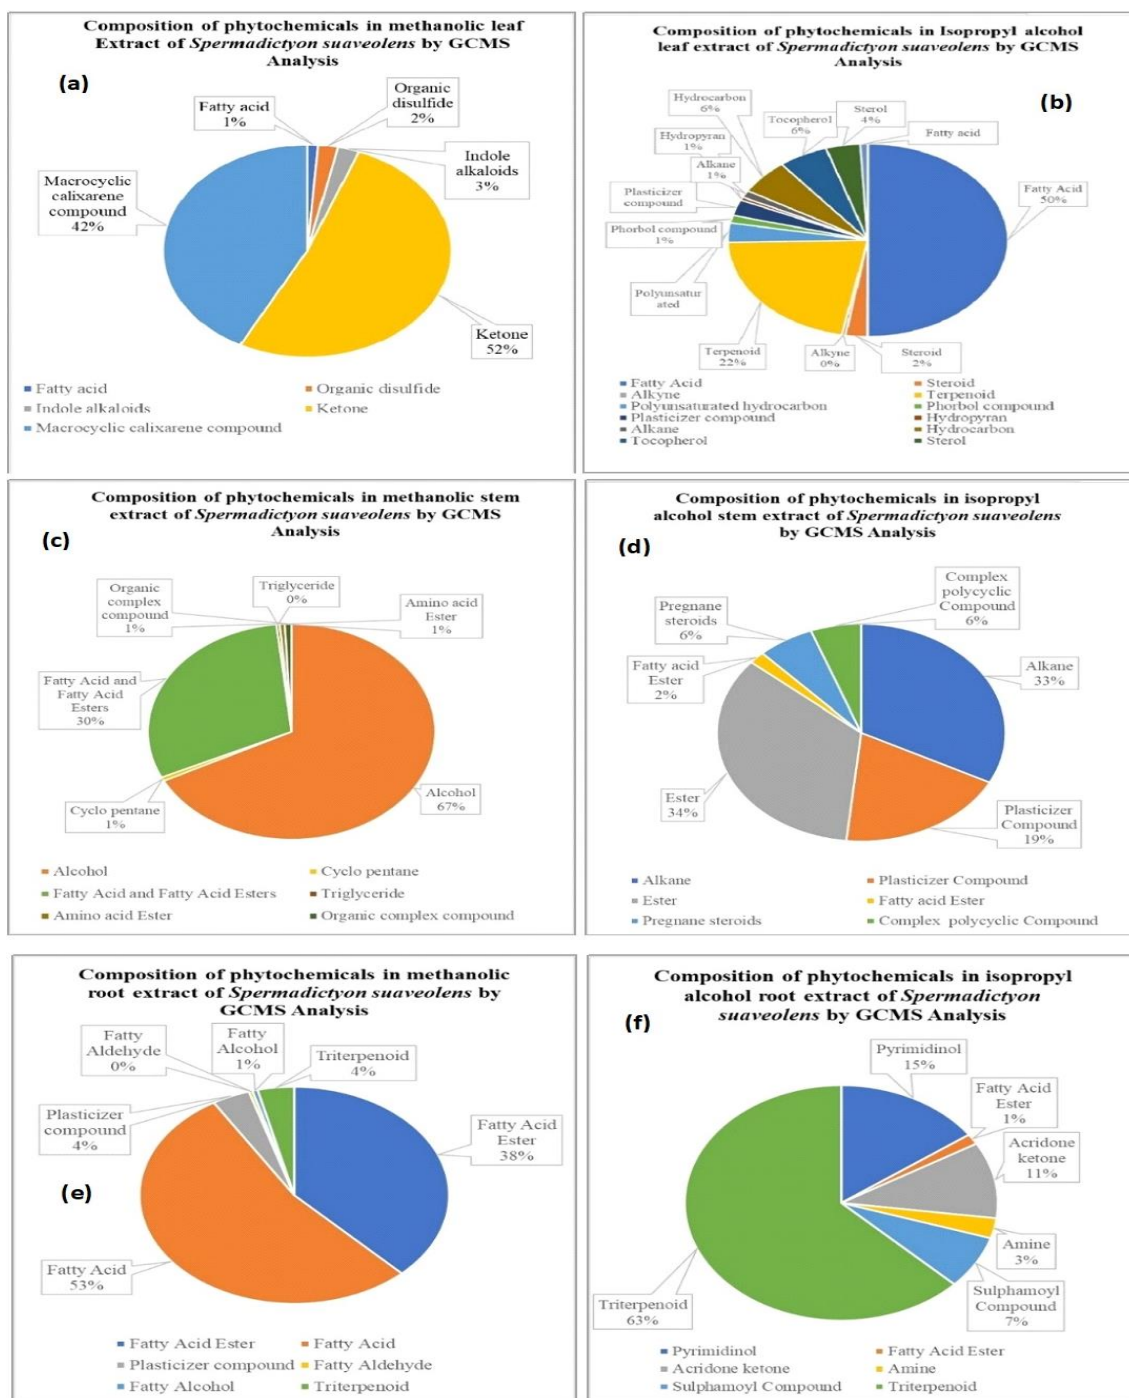 Composition of phytochemicals in methanolic leaf
Extract of Spermadictyon suaveolens by GCMS
Analysis
(a)
Fatty acid
1%
Organic
disulfide
2%
Indole
alkaloids
3%
Macrocyclic
calixarene
compound
42%
Ketone
52%
Fatty acid
Organic disulfide
Indole alkaloids
Ketone
Macrocyclic calixarene compound
Composition of phytochemicals in Isopropyl alcohol
leaf extract of Spermadictyon suaveolens by GCMS
Analysis
(b)
Hydrocarbon
6%
Tocopherol
6%
Sterol
4%
Fatty acid
Hydropyran
1%
Alkane
1%
Plasticizer
compound
Phorbol compound
1%
Polyunsatur
ated
Terpenoid
22%
Alkyne
0%
Steroid
2%
Fatty Acid
50%
Fatty Acid
Steroid
Alkyne
Terpenoid
Polyunsaturated hydrocarbon
Phorbol compound
Plasticizer compound
Hydropyran
Alkane
Hydrocarbon
Tocopherol
Sterol
Composition of phytochemicals in methanolic stem
extract of Spermadictyon suaveolens by GCMS
Analysis
(c)
Organic
complex
compound
1%
Triglyceride
0%
Amino acid
Ester
1%
Fatty Acid and
Fatty Acid
Esters
30%
Cyclo pentane
1%
Alcohol
67%
Alcohol
Cyclo pentane
Fatty Acid and Fatty Acid Esters
Triglyceride
Amino acid Ester
Organic complex compound
Composition of phytochemicals in isopropyl
alcohol stem extract of Spermadictyon suaveolens
by GCMS Analysis
(d)
Complex
polycyclic
Compound
6%
Pregnane
steroids
6%
Fatty acid
Ester
2%
Alkane
33%
Ester
34%
Plasticizer
Compound
19%
Alkane
Plasticizer Compound
Ester
Fatty acid Ester
Pregnane steroids
Complex polycyclic Compound
Composition of phytochemicals in methanolic
root extract of Spermadictyon suaveolens by
GCMS Analysis
Fatty
Aldehyde
0%
Fatty
Alcohol
1%
Triterpenoid
4%
Plasticizer
compound
4%
Fatty Acid
Ester
38%
(e)
Fatty Acid
53%
Fatty Acid Ester
Fatty Acid
Plasticizer compound
Fatty Aldehyde
Fatty Alcohol
Triterpenoid
Composition of phytochemicals in isopropyl
alcohol root extract of Spermadictyon
suaveolens by GCMS Analysis
(f)
Pyrimidinol
15%
Fatty Acid
Ester
1%
Acridone
ketone
11%
Amine
3%
Sulphamoyl
Compound
7%
Triterpenoid
63%
Pyrimidinol
Fatty Acid Ester
Acridone ketone
Amine
Sulphamoyl Compound
Triterpenoid